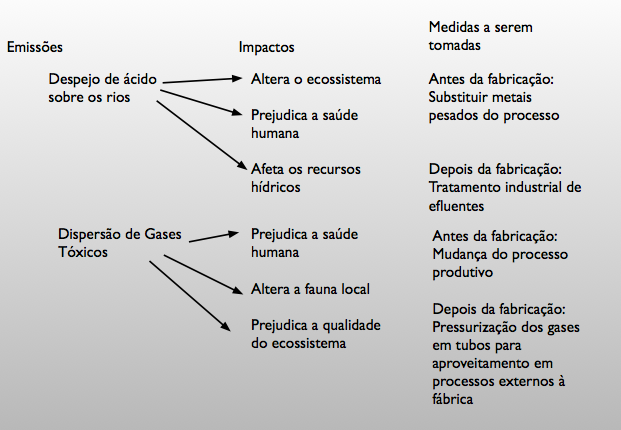 Emissões
Impactos
Medidas a serem
tomadas
Despejo de ácido
sobre os rios
Altera o ecossistema
Prejudica a saúde
humana
Afeta os recursos
hídricos
Antes da fabricação:
Substituir metais
pesados do processo
Depois da fabricação:
Tratamento industrial de
efluentes
Dispersão de Gases
Tóxicos
Prejudica a saúde
humana
Altera a fauna local
Prejudica a qualidade
do ecossistema
Antes da fabricação:
Mudança do processo
produtivo
Depois da fabricação:
Pressurização dos gases
em tubos para
aproveitamento em
processos externos à
fábrica